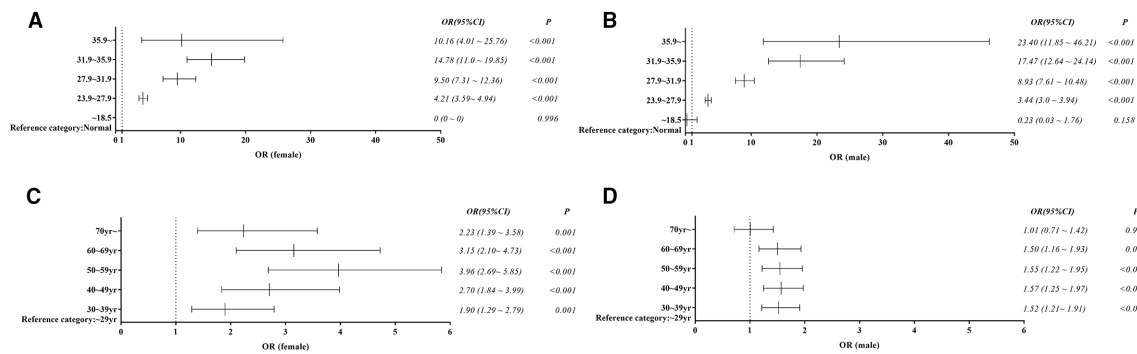 A
OR(95%CI) P
35.9~ 10.16 (4.01 ~ 25.76) <0.001
31.9~35.9 14.78 (11.0 ~ 19.85) <0.001
27.9~31.9 9.50 (7.31 ~ 12.36) <0.001
23.9~27.9 4.21 (3.59~ 4.94) <0.001
~18.5 0 (0 ~ 0) 0.996
Reference category:Normal
0 1 10 20 30 40 50
OR (female)
B
OR(95%CI) P
35.9~ 23.40 (11.85 ~ 46.21) <0.001
31.9~35.9 17.47 (12.64 ~ 24.14) <0.001
27.9~31.9 8.93 (7.61 ~ 10.48) <0.001
23.9~27.9 3.44 (3.0 ~ 3.94) <0.001
~18.5 0.23 (0.03 ~ 1.76) 0.158
Reference category:Normal
0 1 10 20 30 40 50
OR (male)
C
OR(95%CI) P
70yr~ 2.23 (1.39 ~ 3.58) 0.001
60~69yr 3.15 (2.10~ 4.73) <0.001
50~59yr 3.96 (2.69~ 5.85) <0.001
40~49yr 2.70 (1.84 ~ 3.99) <0.001
30~39yr 1.90 (1.29 ~ 2.79) 0.001
Reference category:~29yr
0 1 2 3 4 5 6
OR (female)
D
OR(95%CI)
70yr~ 1.01 (0.71 ~ 1.42) 0.9
60~69yr 1.50 (1.16 ~ 1.93) 0.0
50~59yr 1.55 (1.22 ~ 1.95) <0.0
40~49yr 1.57 (1.25 ~ 1.97) <0.0
30~39yr 1.52 (1.21~ 1.91) <0.0
Reference category:~29yr
0 1 2 3 4 5 6
OR (male)